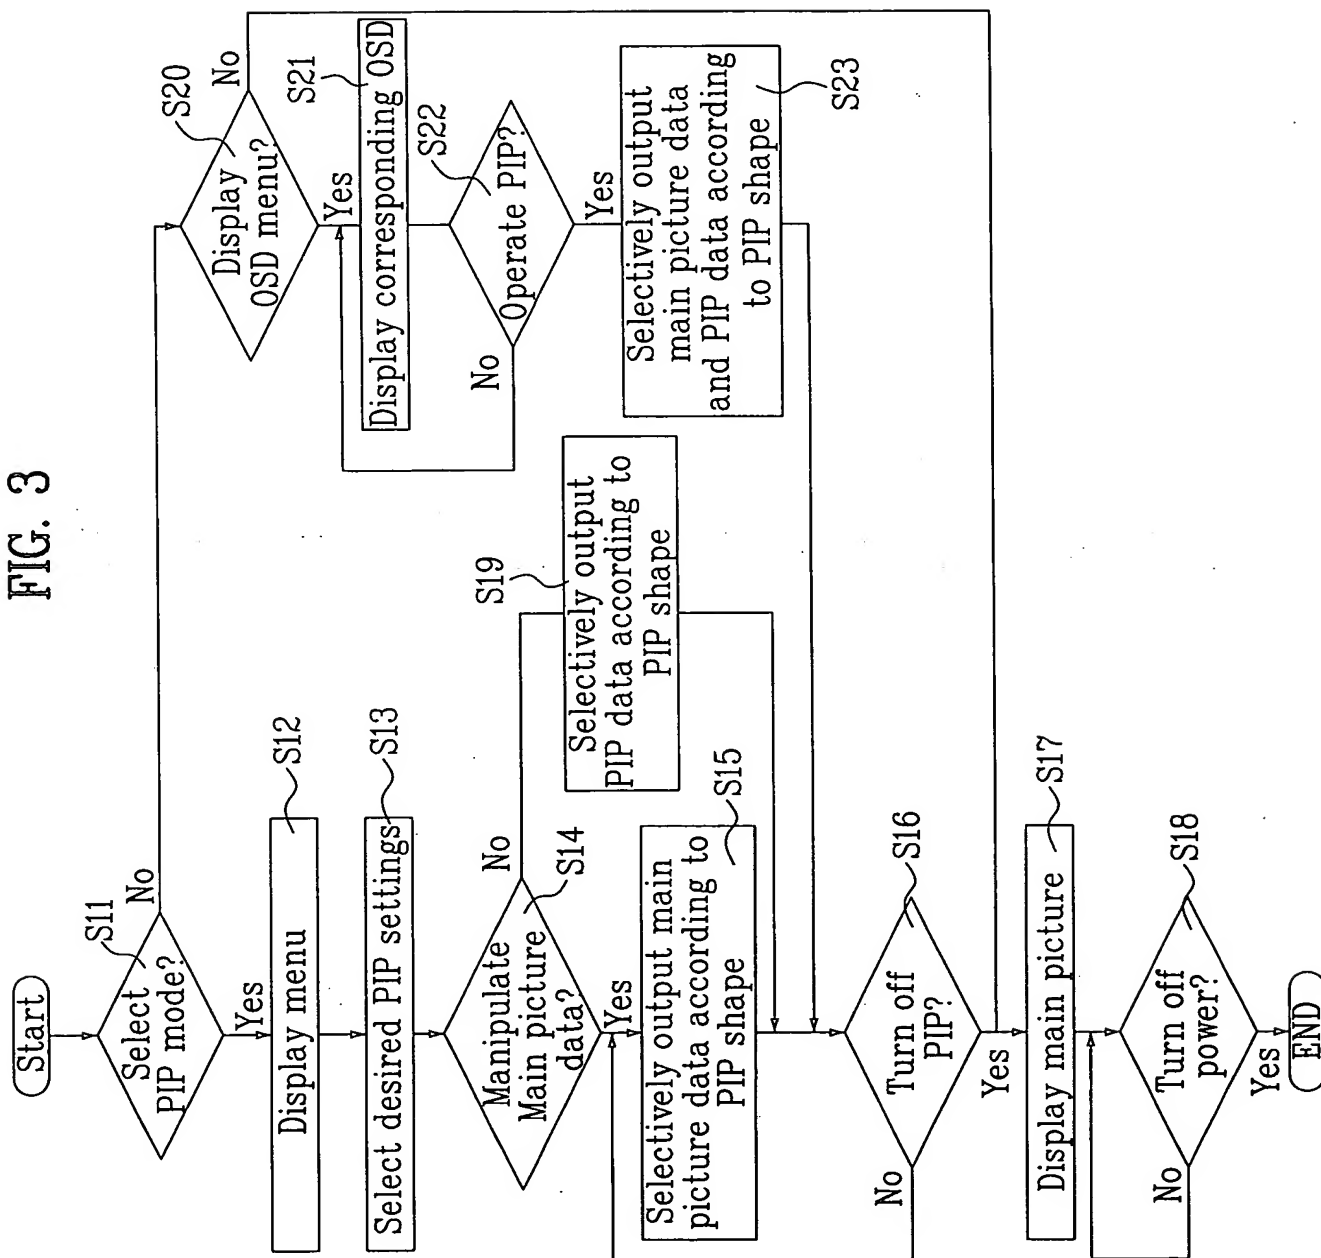 FIG. 3
Start
Select
PIP mode?
S11
No
Yes
Display menu
S12
Select desired PIP settings
S13
Manipulate
Main picture
data?
S14
No
Yes
Selectively output main
picture data according to
PIP shape
S15
Selectively output
PIP data according to
PIP shape
S19
Turn off
PIP?
S16
No
Yes
Display main picture
S17
Turn off
power?
S18
No
Yes
END
Display
OSD menu?
S20
No
Yes
Display corresponding OSD
S21
Operate PIP?
S22
No
Yes
Selectively output
main picture data
and PIP data according
to PIP shape
S23